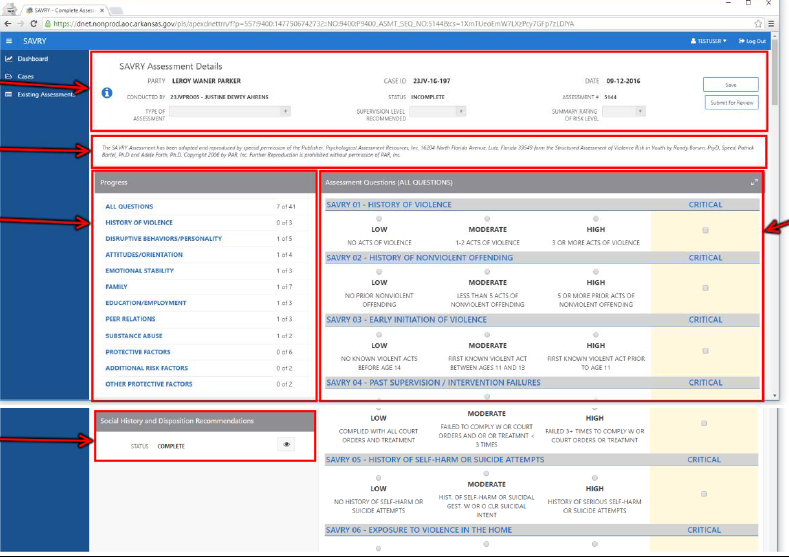 SAVRY - Complete Assess
https://dnet.nonprod.aoc.arkansas.gov/pls/apexdnettrn/f?p=557:9400:1477506742732::NO:9400:P9400_ASMT_SEQ_NO:5144&cs=
SAVRY
TESTUSER
Log Out
Dashboard
Cases
Existing Assessments
SAVRY Assessment Details
PARTY LEROY WANER PARKER CASE ID 23JV-16-197 DATE 09-12-2016
Save
CONDUCTED BY 23JVPRO05 - JUSTINE DEWEY AHRENS STATUS INCOMPLETE ASSESSMENT # 5144
Submit for Review
TYPE OF ASSESSMENT SUPERVISION LEVEL RECOMMENDED SUMMARY RATING OF RISK LEVEL
The SAVRY Assessment has been adapted and reproduced by special permission of the Publisher, Psychological Assessment Resources, Inc. 16204 North Florida Avenue, Lutz, Florida 33549 from the Structured Assessment of Violence Risk in Youth by Randy Borum, PsyD, Speed, Patrick
Bartel, Ph.D and Adele Forth, Ph.D, Copyright 2006 by PAR, Inc. Further Reproduction is prohibited without permission of PAR, Inc.
Progress
ALL QUESTIONS 7 of 41
HISTORY OF VIOLENCE 0 of 3
DISRUPTIVE BEHAVIORS/PERSONALITY 1 of 5
ATTITUDES/ORIENTATION 1 of 4
EMOTIONAL STABILITY 1 of 3
FAMILY 1 of 7
EDUCATION/EMPLOYMENT 1 of 3
PEER RELATIONS 1 of 3
SUBSTANCE ABUSE 1 of 2
PROTECTIVE FACTORS 0 of 6
ADDITIONAL RISK FACTORS 0 of 2
OTHER PROTECTIVE FACTORS 0 of 2
Assessment Questions (ALL QUESTIONS)
SAVRY 01 - HISTORY OF VIOLENCE CRITICAL
LOW MODERATE HIGH
NO ACTS OF VIOLENCE 1-2 ACTS OF VIOLENCE 3 OR MORE ACTS OF VIOLENCE
SAVRY 02 - HISTORY OF NONVIOLENT OFFENDING CRITICAL
LOW MODERATE HIGH
NO PRIOR NONVIOLENT LESS THAN 5 ACTS OF 5 OR MORE PRIOR ACTS OF
OFFENDING NONVIOLENT OFFENDING NONVIOLENT OFFENDING
SAVRY 03 - EARLY INITIATION OF VIOLENCE CRITICAL
LOW MODERATE HIGH
NO KNOWN VIOLENT ACTS FIRST KNOWN VIOLENT ACT FIRST KNOWN VIOLENT ACT PRIOR
BEFORE AGE 14 BETWEEN AGES 11 AND 13 TO AGE 11
SAVRY 04 - PAST SUPERVISION / INTERVENTION FAILURES CRITICAL
Social History and Disposition Recommendations
STATUS COMPLETE
LOW MODERATE HIGH
COMPLIED WITH ALL COURT FAILED TO COMPLY W OR COURT FAILED 3+ TIMES TO COMPLY W OR
ORDERS AND TREATMENT ORDERS AND OR OR TREATMNT < COURT ORDERS OR TREATMNT
3 TIMES
SAVRY 05 - HISTORY OF SELF-HARM OR SUICIDE ATTEMPTS CRITICAL
LOW MODERATE HIGH
NO HISTORY OF SELF-HARM OR HIST. OF SELF-HARM OR SUICIDAL HISTORY OF SERIOUS SELF-HARM
SUICIDE ATTEMPTS GEST. W OR O CLR SUICIDAL OR SUICIDE ATTEMPTS
INTENT
SAVRY 06 - EXPOSURE TO VIOLENCE IN THE HOME CRITICAL